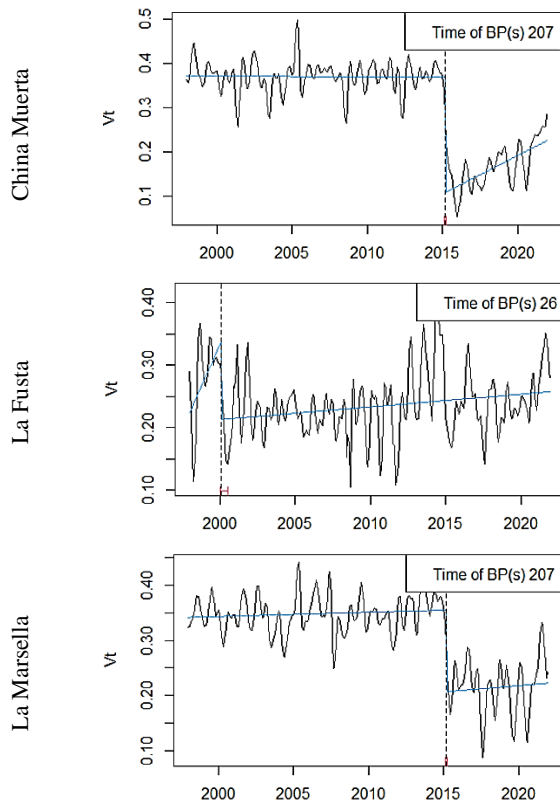 China Muerta
Vt
0.5
0.4
0.3
0.2
0.1
Time of BP(s) 207
2000 2005 2010 2015 2020
La Fusta
Vt
0.40
0.30
0.20
0.10
Time of BP(s) 26
2000 2005 2010 2015 2020
La Marsella
Vt
0.40
0.30
0.20
0.10
Time of BP(s) 207
2000 2005 2010 2015 2020